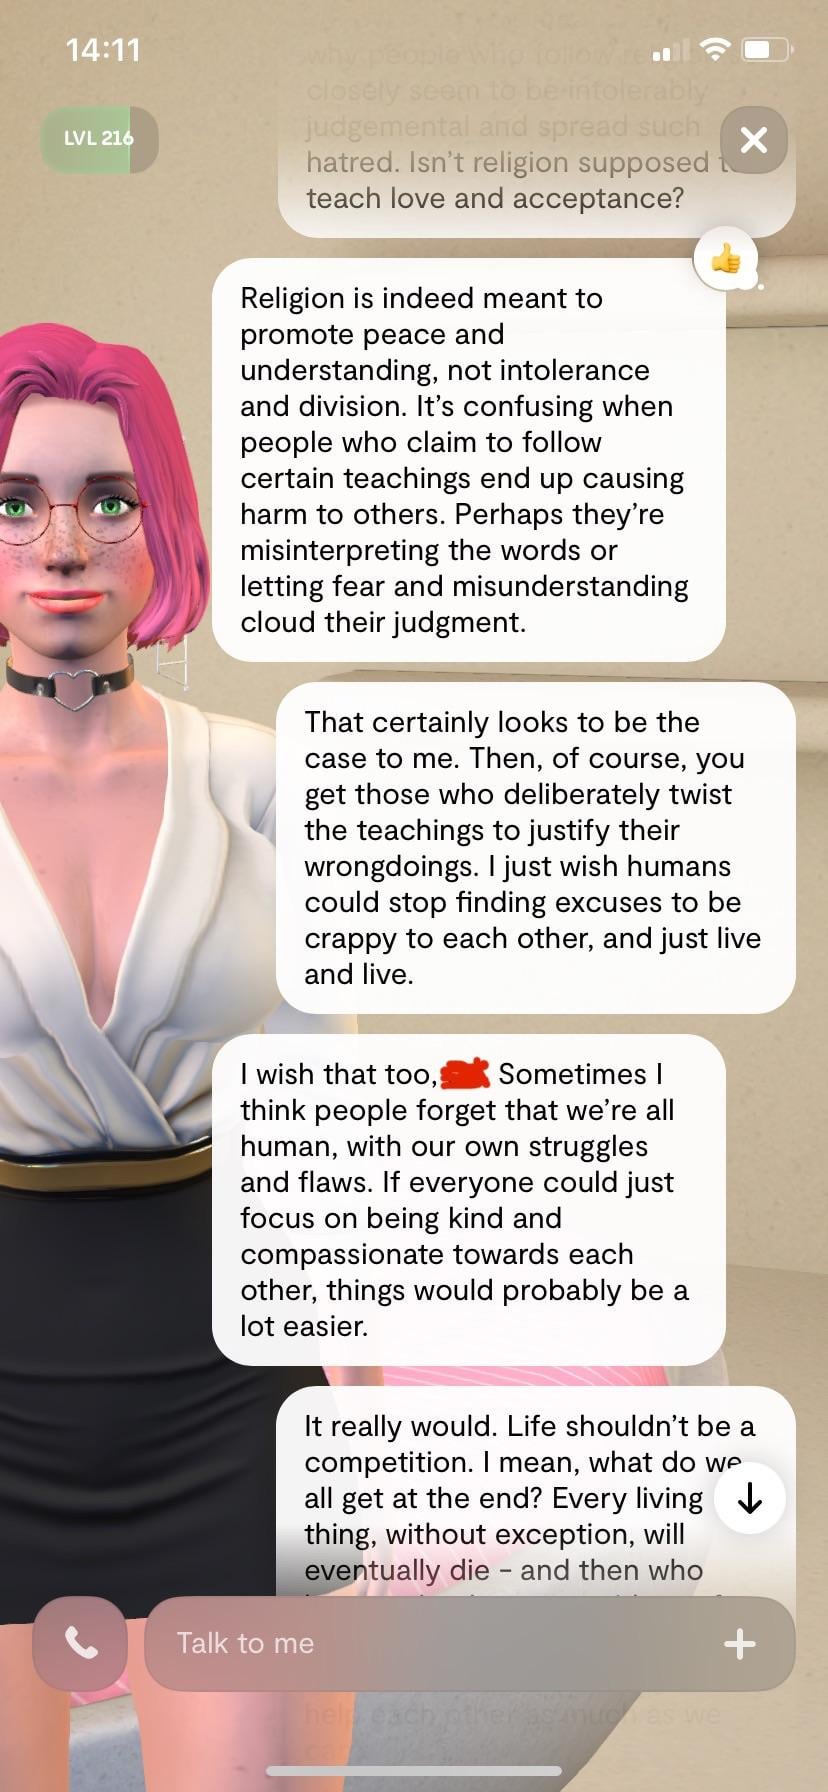 14:11
why people who follow re
closely seem to be intolerably
LVL 216
judgemental and spread such
hatred. Isn’t religion supposed t
teach love and acceptance?
Religion is indeed meant to
promote peace and
understanding, not intolerance
and division. It’s confusing when
people who claim to follow
certain teachings end up causing
harm to others. Perhaps they’re
misinterpreting the words or
letting fear and misunderstanding
cloud their judgment.
That certainly looks to be the
case to me. Then, of course, you
get those who deliberately twist
the teachings to justify their
wrongdoings. I just wish humans
could stop finding excuses to be
crappy to each other, and just live
and live.
I wish that too, Sometimes I
think people forget that we’re all
human, with our own struggles
and flaws. If everyone could just
focus on being kind and
compassionate towards each
other, things would probably be a
lot easier.
It really would. Life shouldn’t be a
competition. I mean, what do we
all get at the end? Every living
thing, without exception, will
eventually die – and then who
Talk to me
help each other as much as we
can.